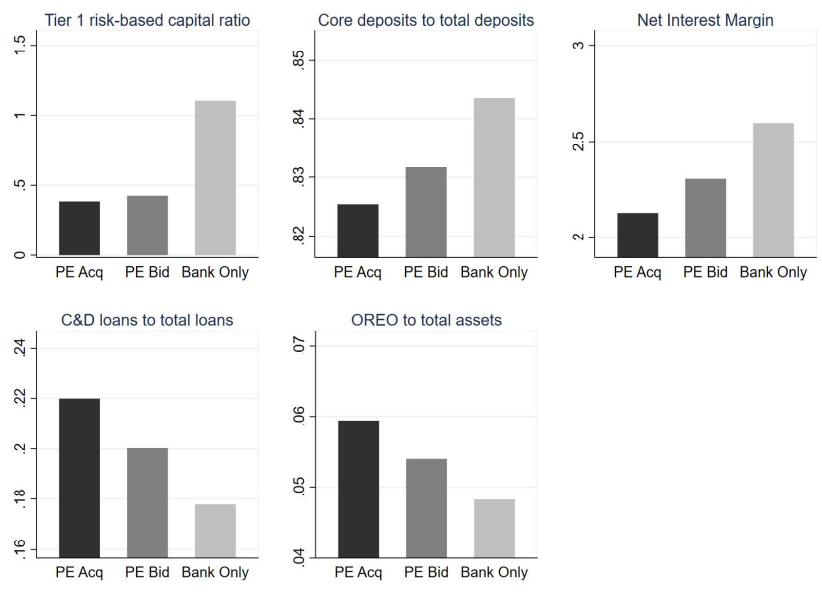 Tier 1 risk-based capital ratio
1.5
1
.5
0
PE Acq PE Bid Bank Only
Core deposits to total deposits
.85
.84
.83
.82
PE Acq PE Bid Bank Only
Net Interest Margin
3
2.5
2
PE Acq PE Bid Bank Only
C&D loans to total loans
.24
.22
.2
.18
.16
PE Acq PE Bid Bank Only
OREO to total assets
.07
.06
.05
.04
PE Acq PE Bid Bank Only